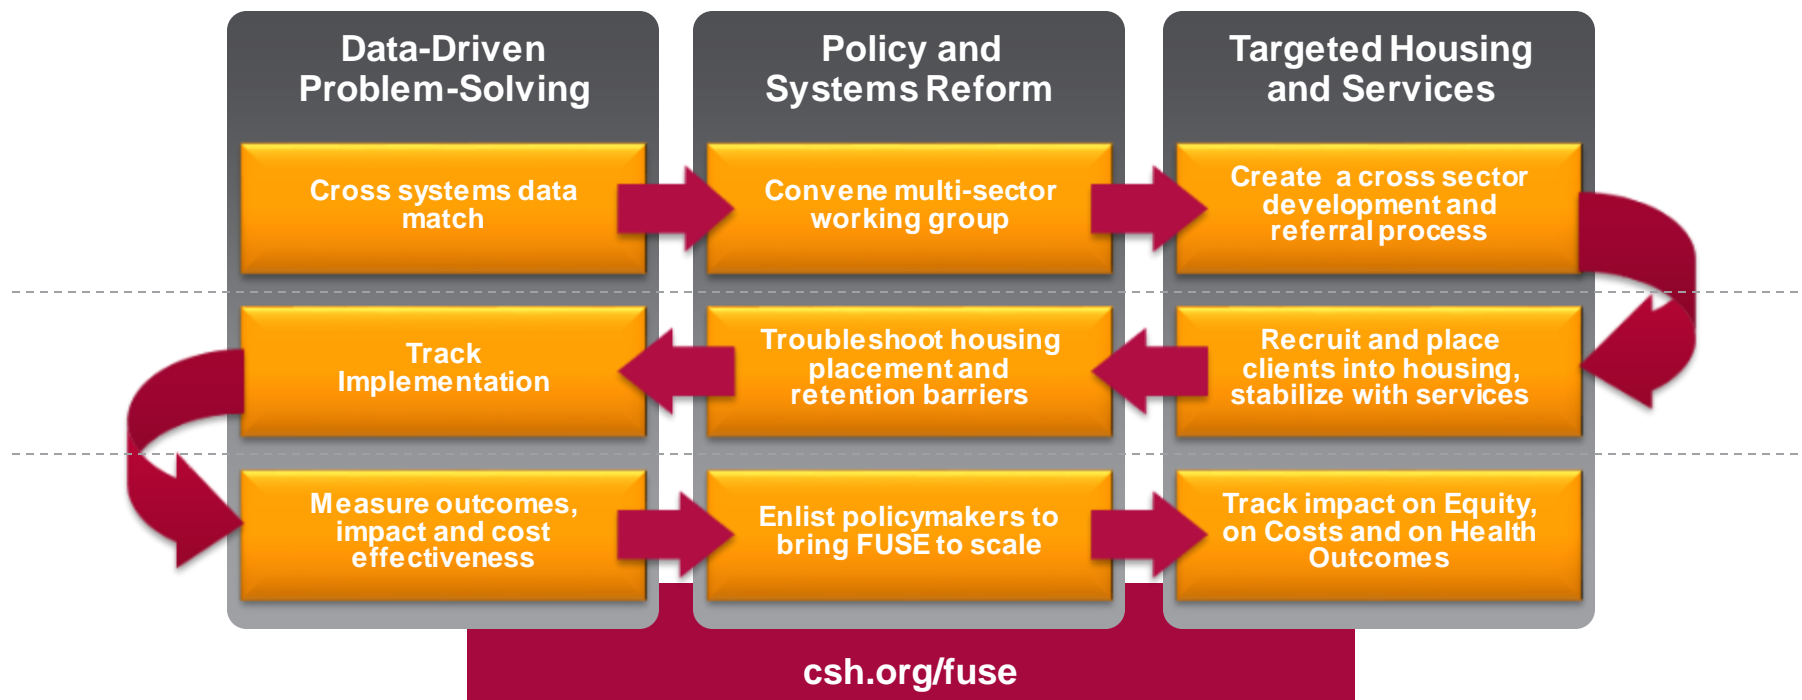 Data-Driven
Problem-Solving
Policy and
Systems Reform
Targeted Housing
and Services
Cross systems data
match
Convene multi-sector
working group
Create a cross sector
development and
referral process
Track
Implementation
Troubleshoot housing
placement and
retention barriers
Recruit and place
clients into housing,
stabilize with services
Measure outcomes,
impact and cost
effectiveness
Enlist policymakers to
bring FUSE to scale
Track impact on Equity,
on Costs and on Health
Outcomes
csh.org/fuse